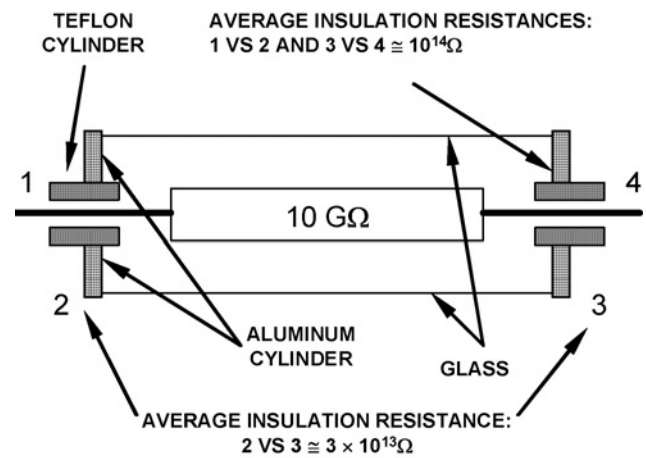 TEFLON
CYLINDER
AVERAGE INSULATION RESISTANCES:
1 VS 2 AND 3 VS 4 ≅ 10¹⁴Ω
1
4
10 GΩ
2
3
ALUMINUM
CYLINDER
GLASS
AVERAGE INSULATION RESISTANCE:
2 VS 3 ≅ 3 × 10¹³Ω